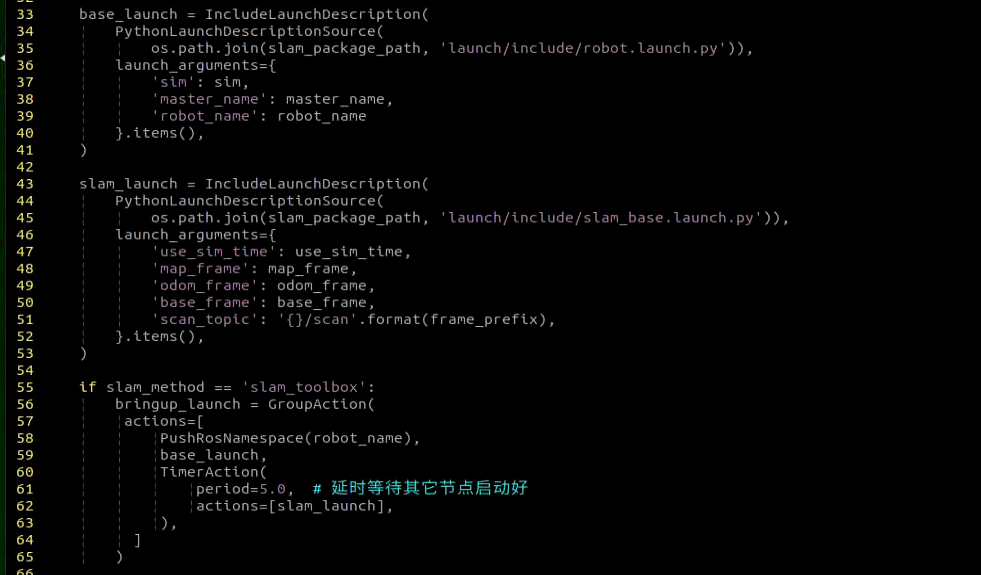 33 base_launch = IncludeLaunchDescription(
34 PythonLaunchDescriptionSource(
35 os.path.join(slam_package_path, 'launch/include/robot.launch.py')),
36 launch_arguments={
37 'sim': sim,
38 'master_name': master_name,
39 'robot_name': robot_name
40 }.items(),
41 )
42
43 slam_launch = IncludeLaunchDescription(
44 PythonLaunchDescriptionSource(
45 os.path.join(slam_package_path, 'launch/include/slam_base.launch.py')),
46 launch_arguments={
47 'use_sim_time': use_sim_time,
48 'map_frame': map_frame,
49 'odom_frame': odom_frame,
50 'base_frame': base_frame,
51 'scan_topic': '{}/scan'.format(frame_prefix),
52 }.items(),
53 )
54
55 if slam_method == 'slam_toolbox':
56 bringup_launch = GroupAction(
57 actions=[
58 PushRosNamespace(robot_name),
59 base_launch,
60 TimerAction(
61 period=5.0, # 延时等待其它节点启动好
62 actions=[slam_launch],
63 ),
64 ]
65 )
66